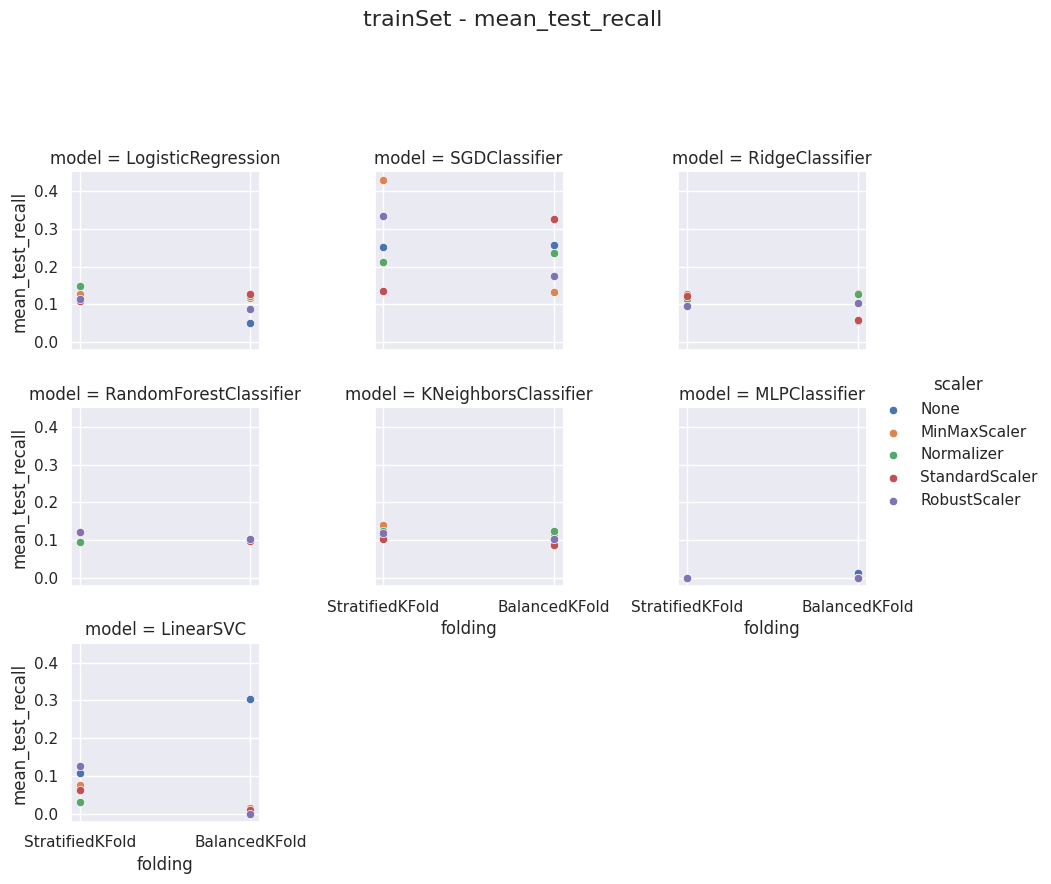 trainSet - mean_test_recall
model = LogisticRegression
model = SGDClassifier
model = RidgeClassifier
mean_test_recall
0.4
0.3
0.2
0.1
0.0
model = RandomForestClassifier
model = KNeighborsClassifier
model = MLPClassifier
mean_test_recall
0.4
0.3
0.2
0.1
0.0
StratifiedKFold
BalancedKFold
folding
StratifiedKFold
BalancedKFold
folding
scaler
None
MinMaxScaler
Normalizer
StandardScaler
RobustScaler
model = LinearSVC
mean_test_recall
0.4
0.3
0.2
0.1
0.0
StratifiedKFold
BalancedKFold
folding